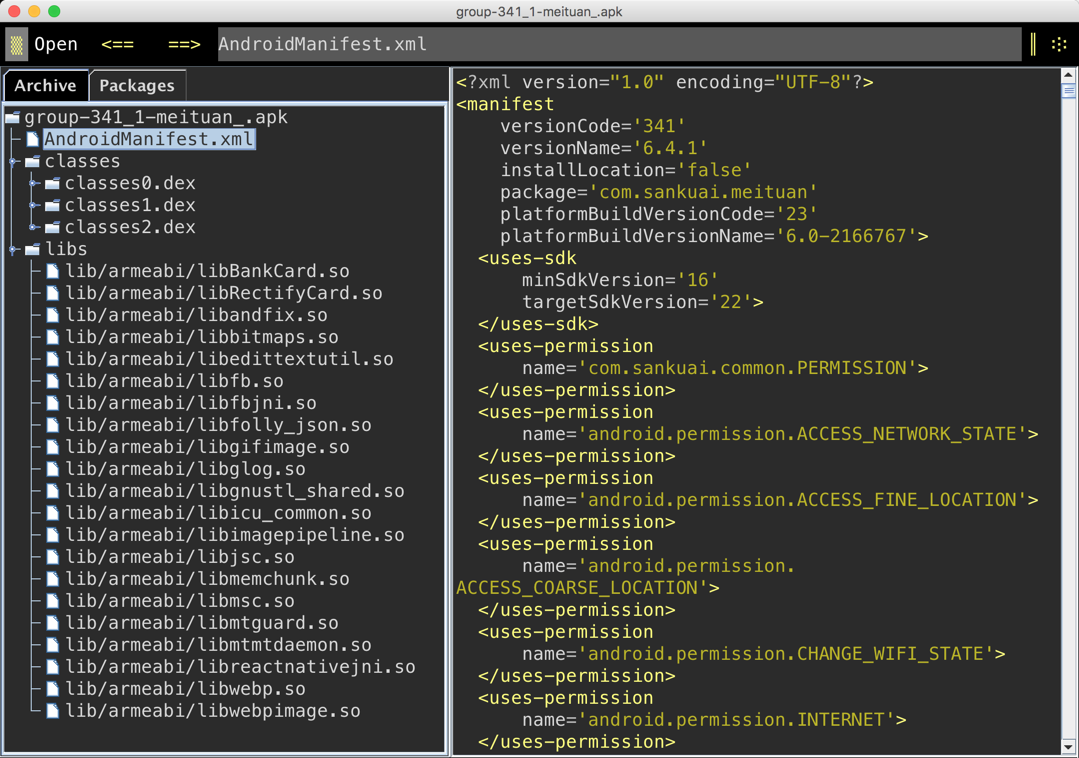 group-341_1-meituan_.apk
Open <== ==> AndroidManifest.xml
Archive Packages
group-341_1-meituan_.apk
AndroidManifest.xml
classes
classes0.dex
classes1.dex
classes2.dex
libs
lib/armeabi/libBankCard.so
lib/armeabi/libRectifyCard.so
lib/armeabi/libandfix.so
lib/armeabi/libbitmaps.so
lib/armeabi/libedittextutil.so
lib/armeabi/libfb.so
lib/armeabi/libfbjni.so
lib/armeabi/libfolly_json.so
lib/armeabi/libgifimage.so
lib/armeabi/libglog.so
lib/armeabi/libgnustl_shared.so
lib/armeabi/libicu_common.so
lib/armeabi/libimagepipeline.so
lib/armeabi/libjsc.so
lib/armeabi/libmemchunk.so
lib/armeabi/libmsc.so
lib/armeabi/libmtguard.so
lib/armeabi/libmtmtdaemon.so
lib/armeabi/libreactnativejni.so
lib/armeabi/libwebp.so
lib/armeabi/libwebpimage.so
<?xml version="1.0" encoding="UTF-8"?>
<manifest
versionCode='341'
versionName='6.4.1'
installLocation='false'
package='com.sankuai.meituan'
platformBuildVersionCode='23'
platformBuildVersionName='6.0-2166767'>
<uses-sdk
minSdkVersion='16'
targetSdkVersion='22'>
</uses-sdk>
<uses-permission
name='com.sankuai.common.PERMISSION'>
</uses-permission>
<uses-permission
name='android.permission.ACCESS_NETWORK_STATE'>
</uses-permission>
<uses-permission
name='android.permission.ACCESS_FINE_LOCATION'>
</uses-permission>
<uses-permission
name='android.permission.
ACCESS_COARSE_LOCATION'>
</uses-permission>
<uses-permission
name='android.permission.CHANGE_WIFI_STATE'>
</uses-permission>
<uses-permission
name='android.permission.INTERNET'>
</uses-permission>